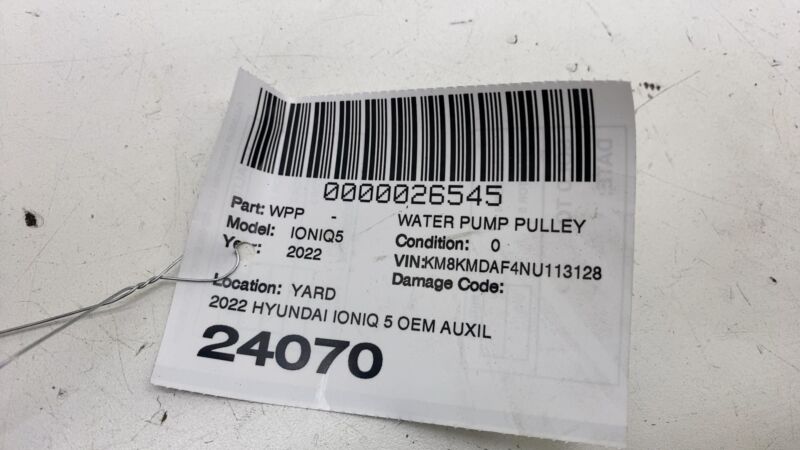 0000026545
Part: WPP - WATER PUMP PULLEY
Model: IONIQ5 Condition: 0
Year: 2022 VIN:KM8KMDAF4NU113128
Damage Code:
Location: YARD
2022 HYUNDAI IONIQ 5 OEM AUXIL
24070